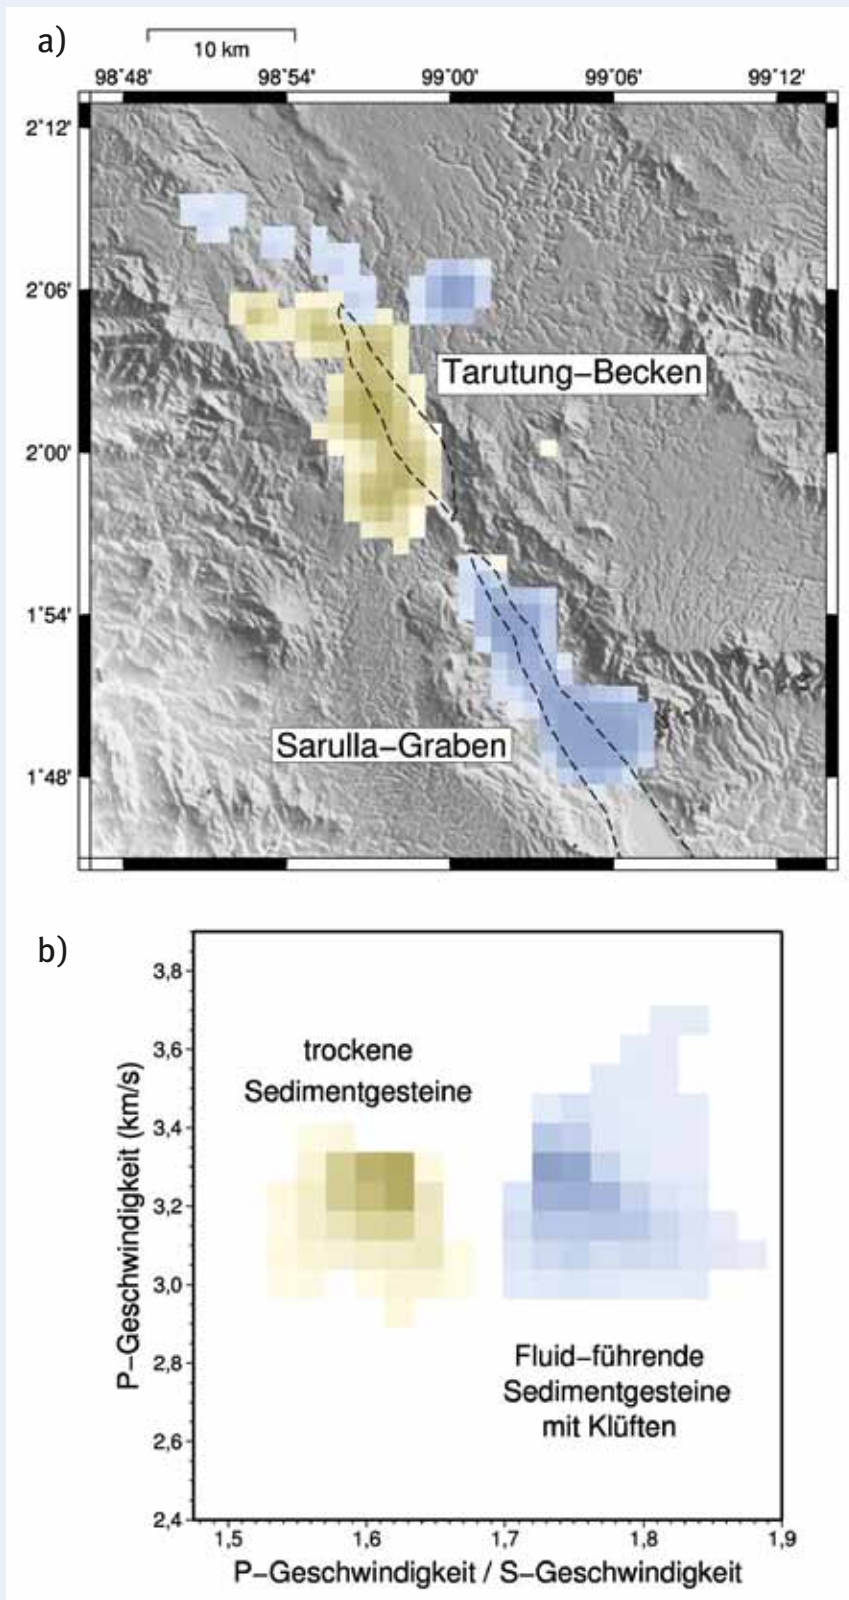 a)
10 km
98˚48' 98˚54' 99˚00' 99˚06' 99˚12'
2˚12'
2˚06'
Tarutung–Becken
2˚00'
1˚54'
Sarulla–Graben
1˚48'
b)
3,8
3,6
3,4
3,2
3,0
2,8
2,6
2,4
P–Geschwindigkeit (km/s)
trockene
Sedimentgesteine
Fluid–führende
Sedimentgesteine
mit Klüften
1,5 1,6 1,7 1,8 1,9
P–Geschwindigkeit / S–Geschwindigkeit